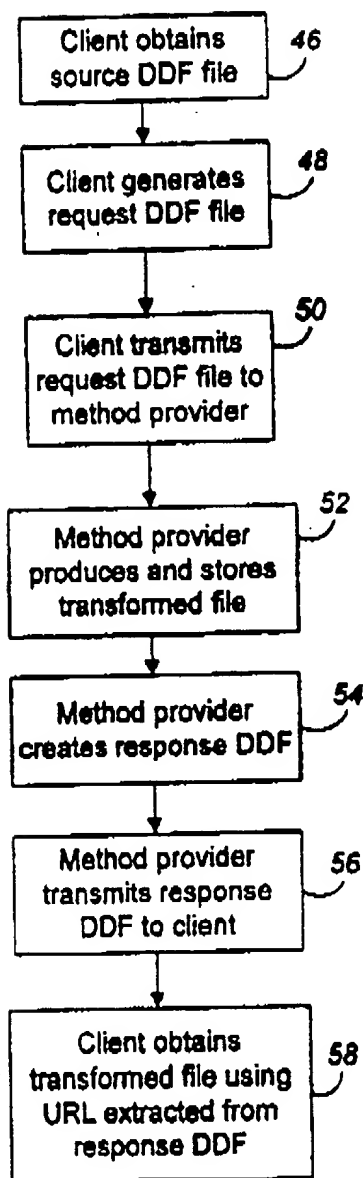 Client obtains
source DDF file
46
Client generates
request DDF file
48
Client transmits
request DDF file to
method provider
50
Method provider
produces and stores
transformed file
52
Method provider
creates response DDF
54
Method provider
transmits response
DDF to client
56
Client obtains
transformed file using
URL extracted from
response DDF
58